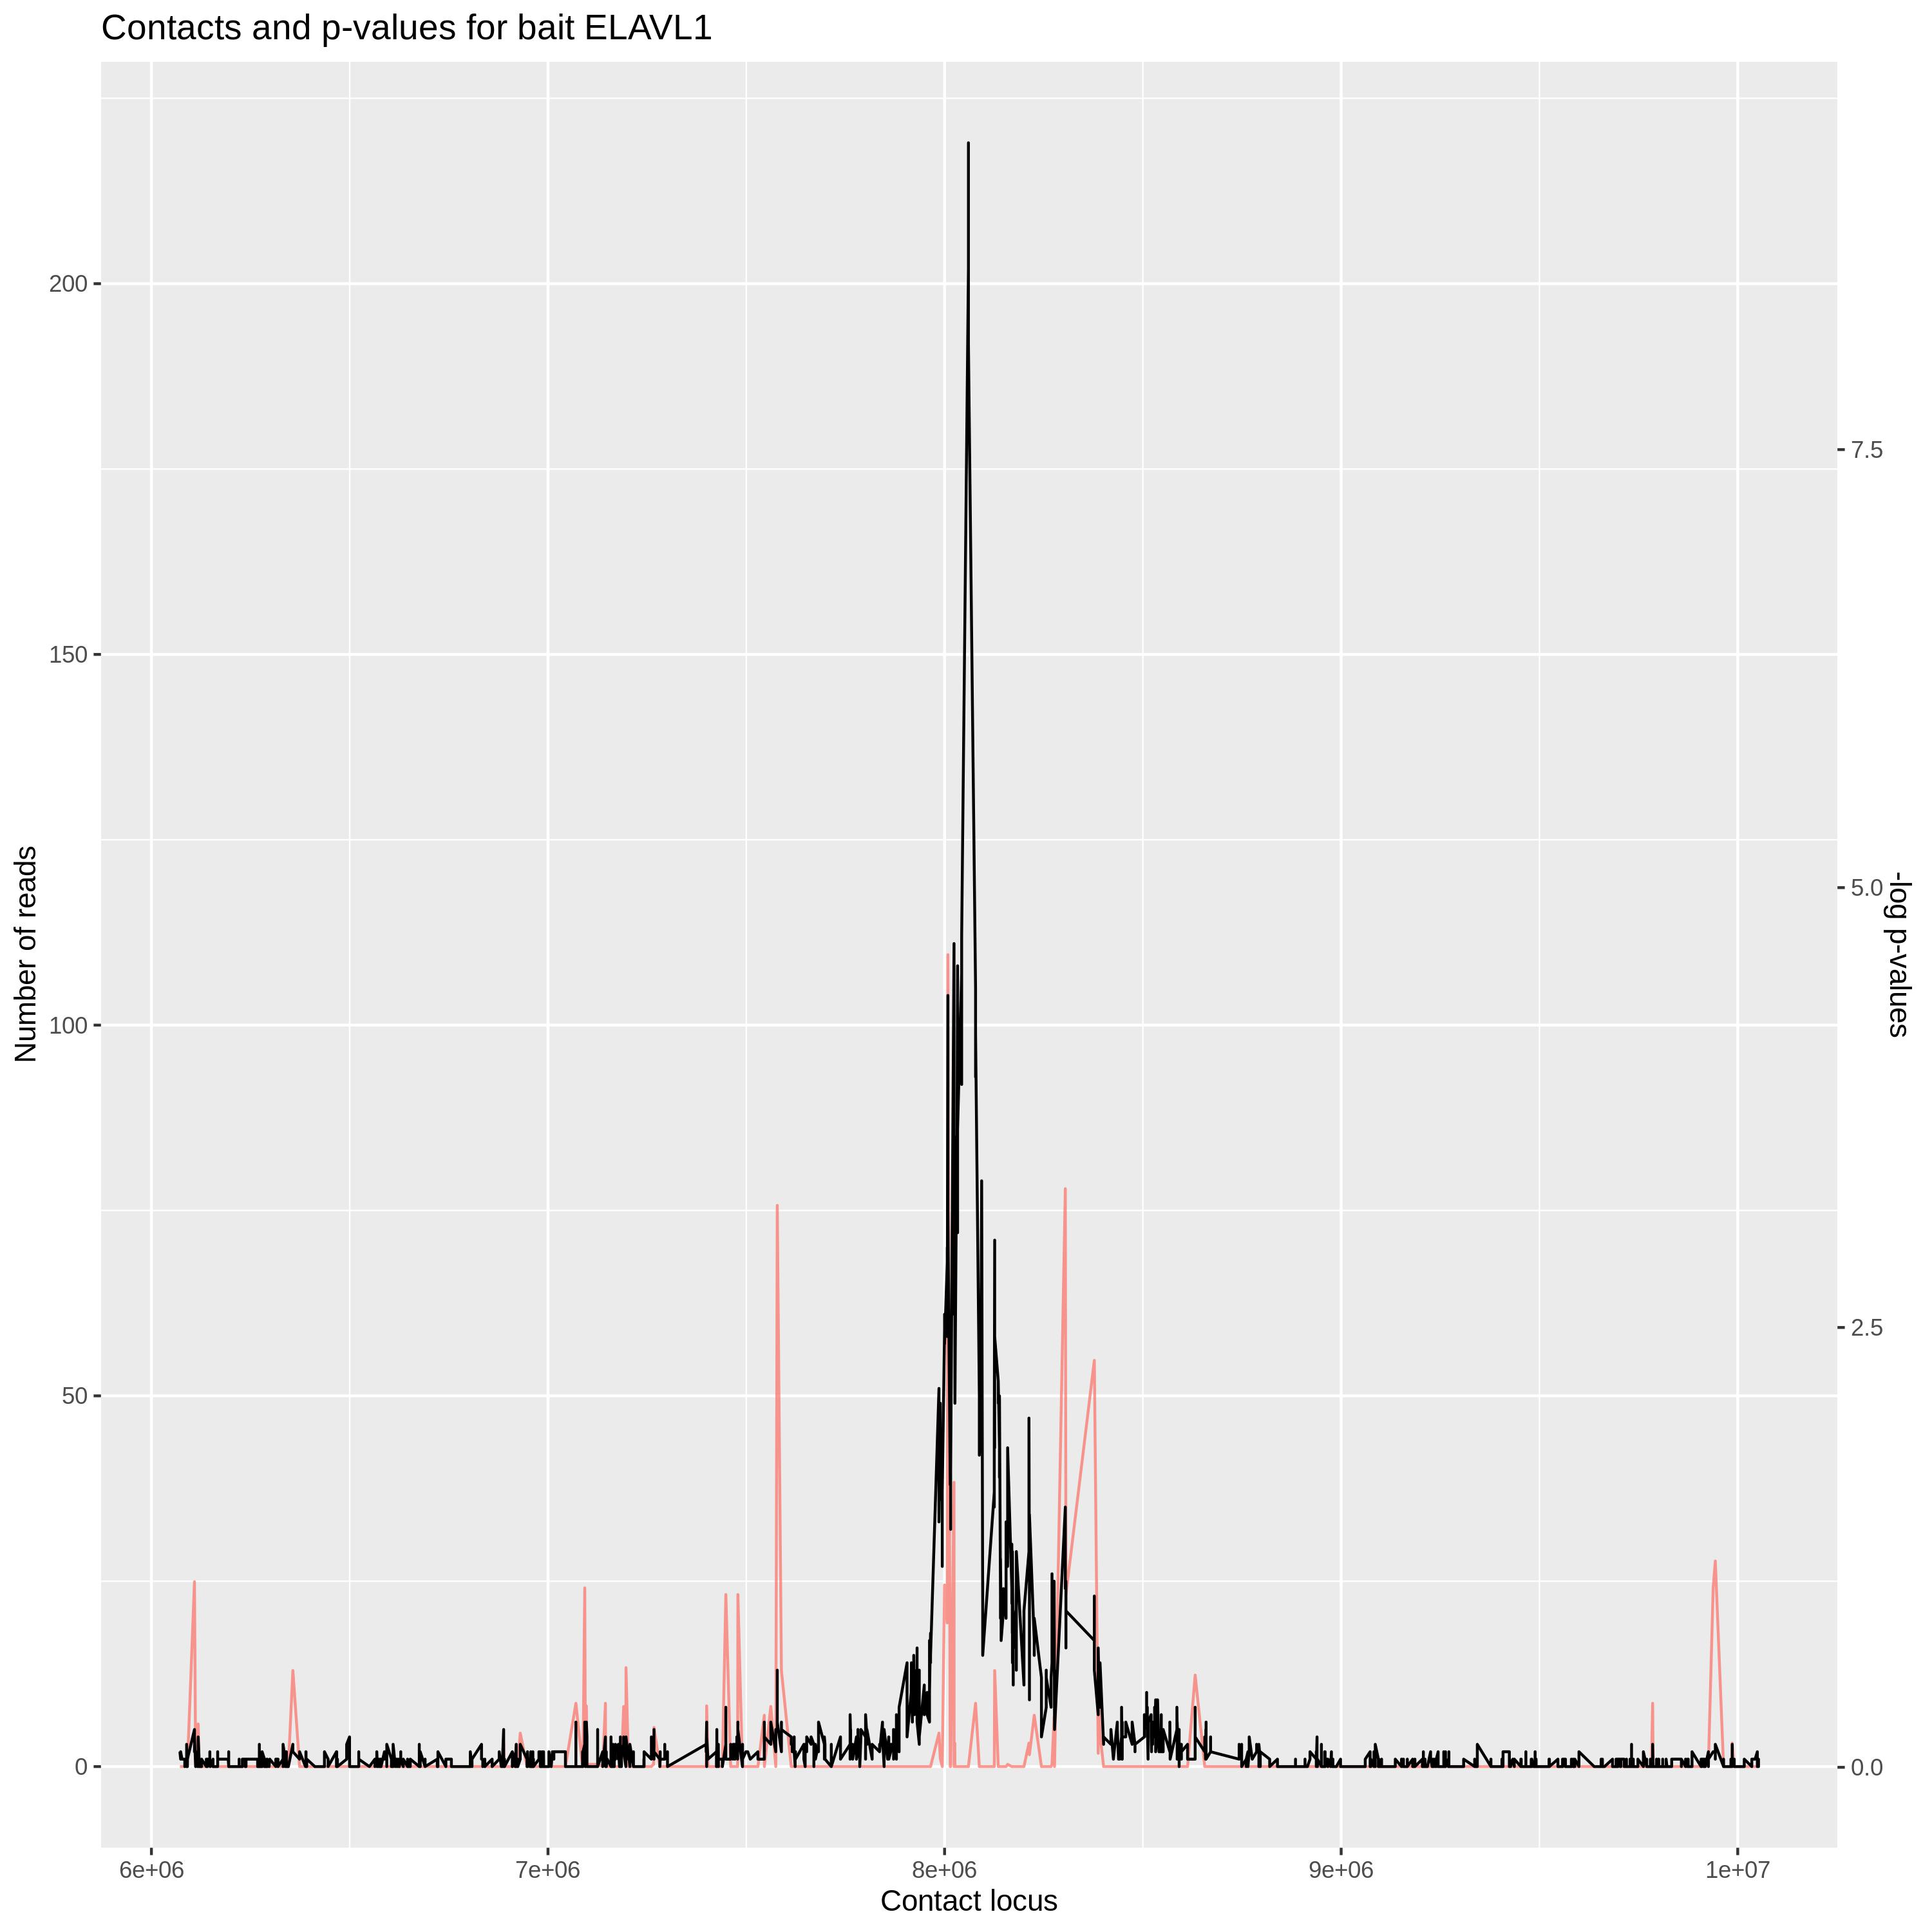 Contacts and p-values for bait ELAVL1
Number of reads
200
150
100
50
0
7.5
5.0
2.5
0.0
-log p-values
6e+06 7e+06 8e+06 9e+06 1e+07
Contact locus